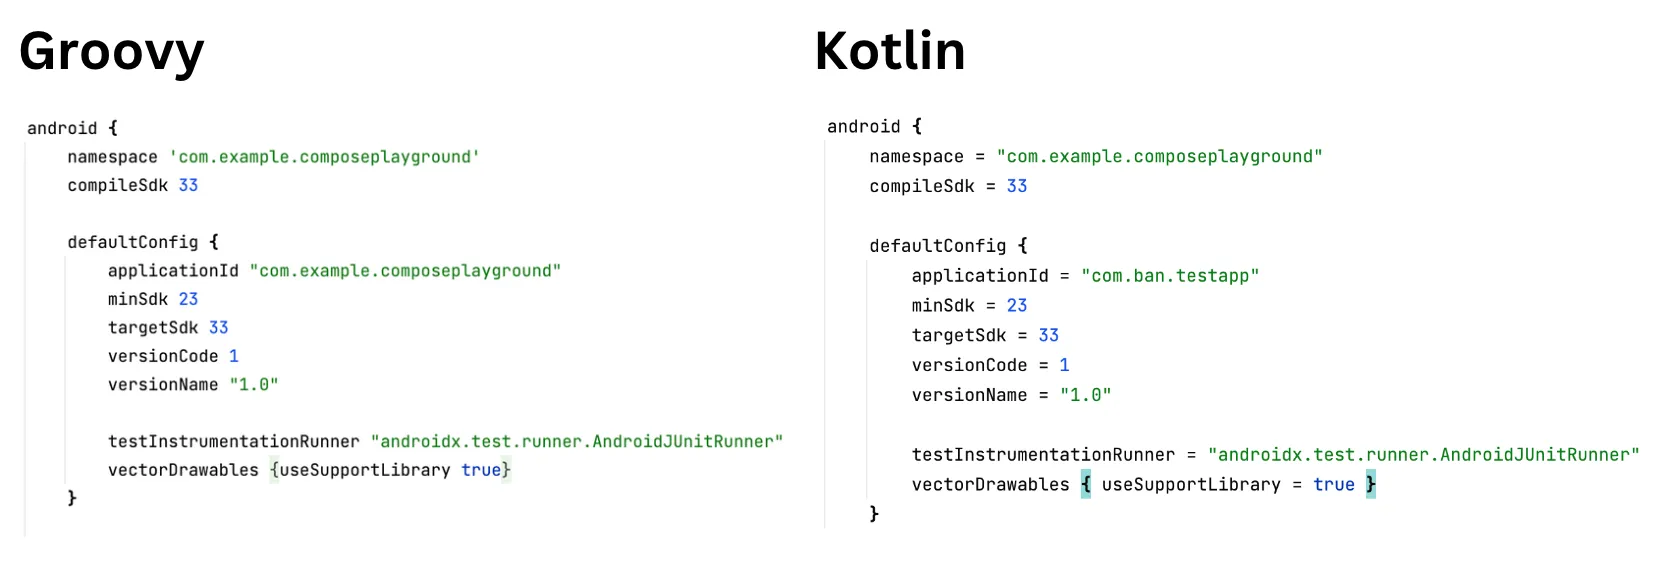 Groovy
android {
namespace 'com.example.composeplayground'
compileSdk 33
defaultConfig {
applicationId "com.example.composeplayground"
minSdk 23
targetSdk 33
versionCode 1
versionName "1.0"
testInstrumentationRunner "androidx.test.runner.AndroidJUnitRunner"
vectorDrawables {useSupportLibrary true}
}
Kotlin
android {
namespace = "com.example.composeplayground"
compileSdk = 33
defaultConfig {
applicationId = "com.ban.testapp"
minSdk = 23
targetSdk = 33
versionCode = 1
versionName = "1.0"
testInstrumentationRunner = "androidx.test.runner.AndroidJUnitRunner"
vectorDrawables { useSupportLibrary = true }
}